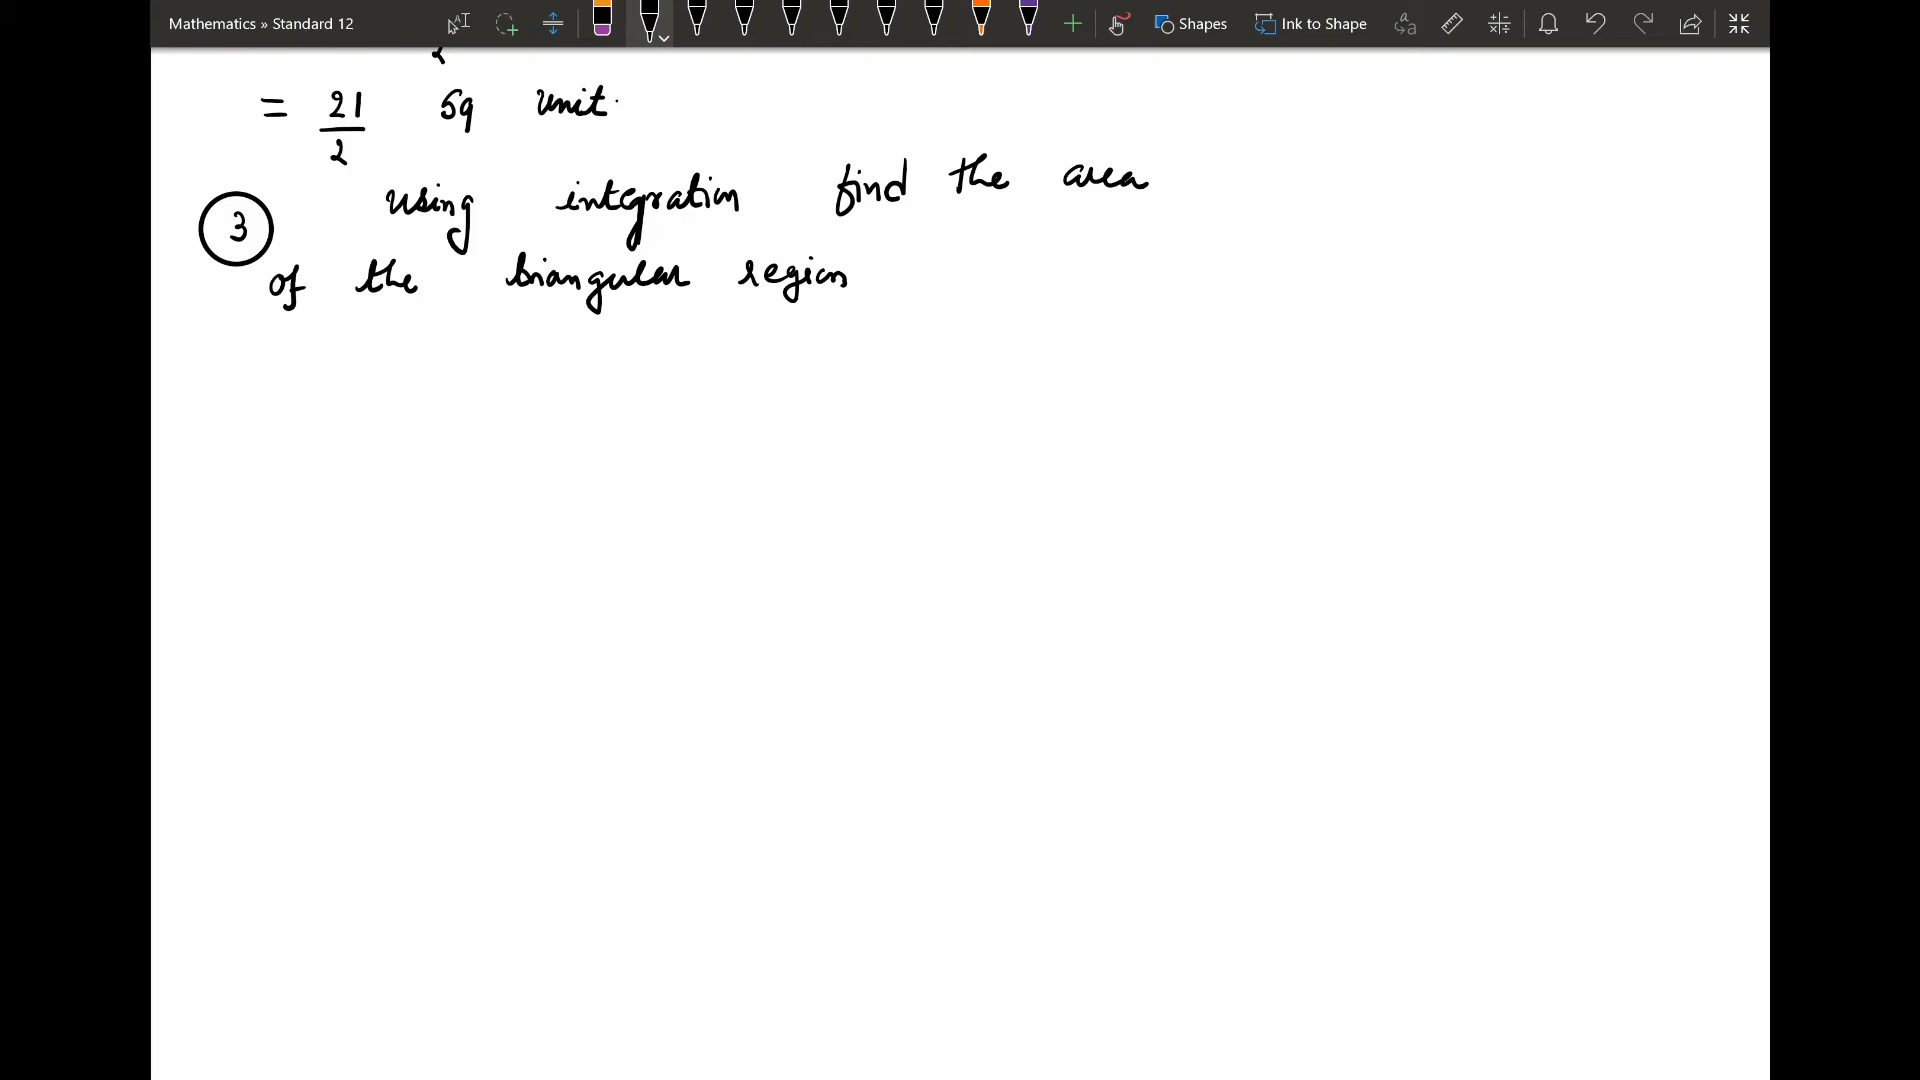 Mathematics » Standard 12
Shapes
Ink to Shape
= 21/2 sq unit.
3 using integration find the area
of the triangular region